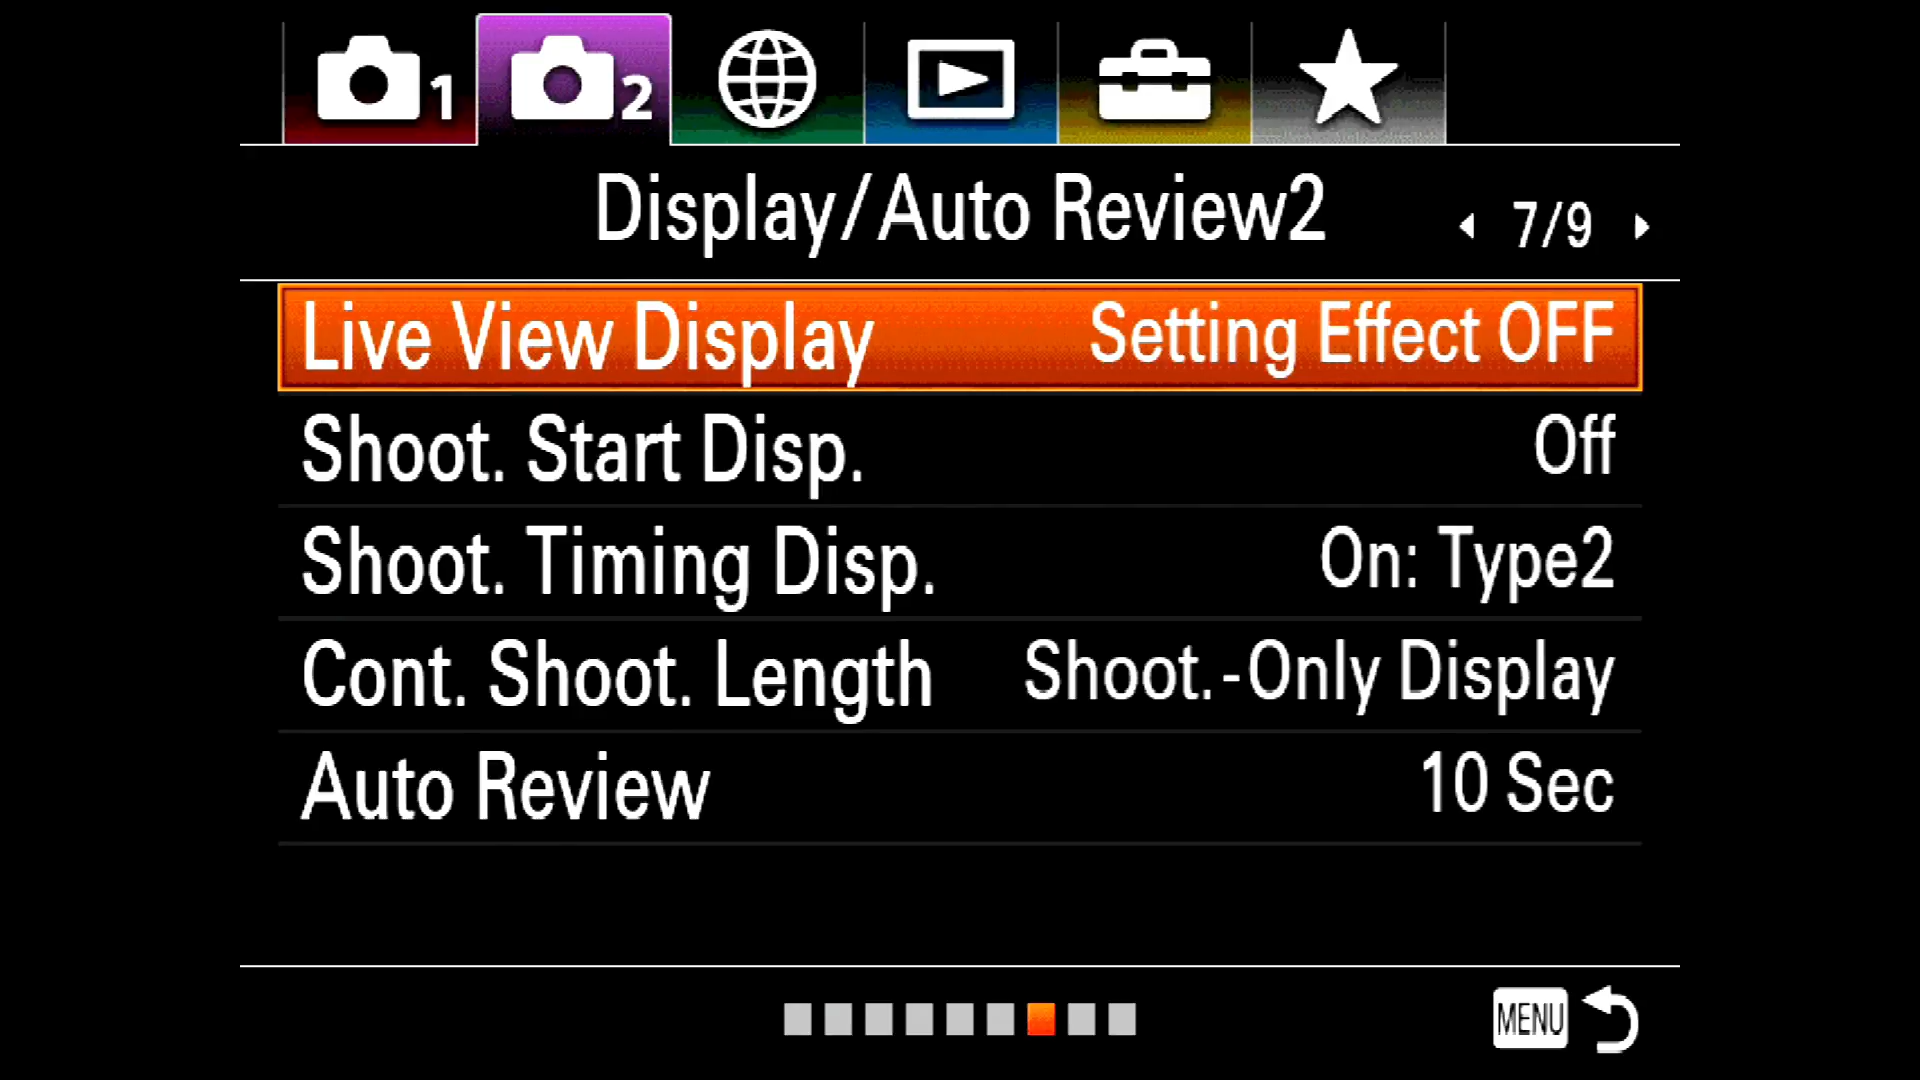 1
2
Display/Auto Review2
7/9
Live View Display Setting Effect OFF
Shoot. Start Disp. Off
Shoot. Timing Disp. On: Type2
Cont. Shoot. Length Shoot.-Only Display
Auto Review 10 Sec
MENU